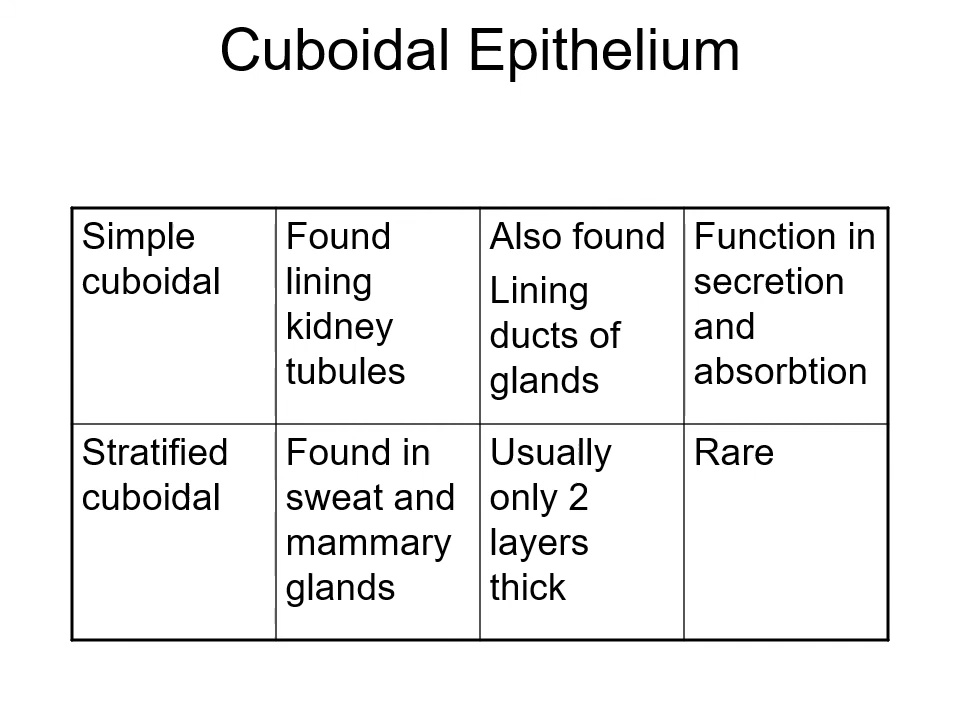 Cuboidal Epithelium
Simple
cuboidal
Found
lining
kidney
tubules
Also found
Lining
ducts of
glands
Function in
secretion
and
absorbtion
Stratified
cuboidal
Found in
sweat and
mammary
glands
Usually
only 2
layers
thick
Rare